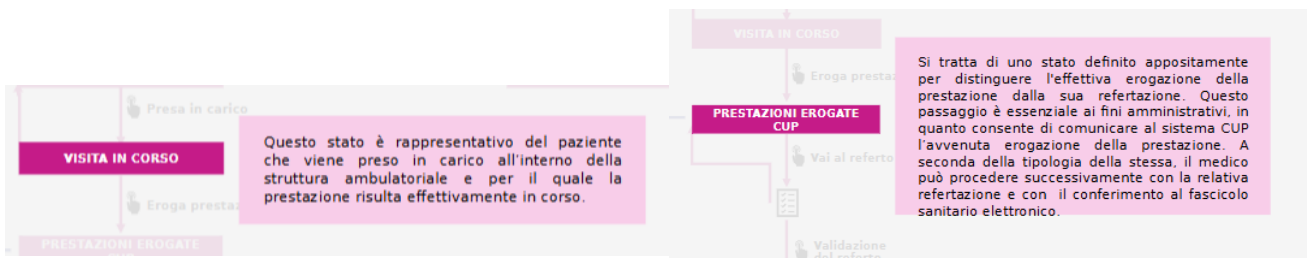 Presa in carico
VISITA IN CORSO
Eroga presta
PRESTAZIONI EROGATE
Questo stato è rappresentativo del paziente
che viene preso in carico all'interno della
struttura ambulatoriale e per il quale la
prestazione risulta effettivamente in corso.
VISITA IN CORSO
Eroga presta
PRESTAZIONI EROGATE
CUP
Vai al referto
Validazione
del referto
Si tratta di uno stato definito appositamente
per distinguere l'effettiva erogazione della
prestazione dalla sua refertazione. Questo
passaggio è essenziale ai fini amministrativi, in
quanto consente di comunicare al sistema CUP
l'avvenuta erogazione della prestazione. A
seconda della tipologia della stessa, il medico
può procedere successivamente con la relativa
refertazione e con il conferimento al fascicolo
sanitario elettronico.